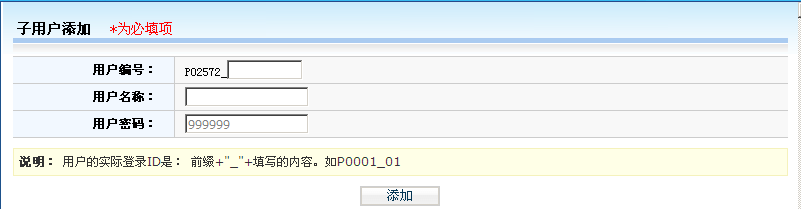 子用户添加 *为必填项
用户编号： P02572_
用户名称：
用户密码： 999999
说明： 用户的实际登录ID是： 前缀+"_"+填写的内容。如P0001_01
添加